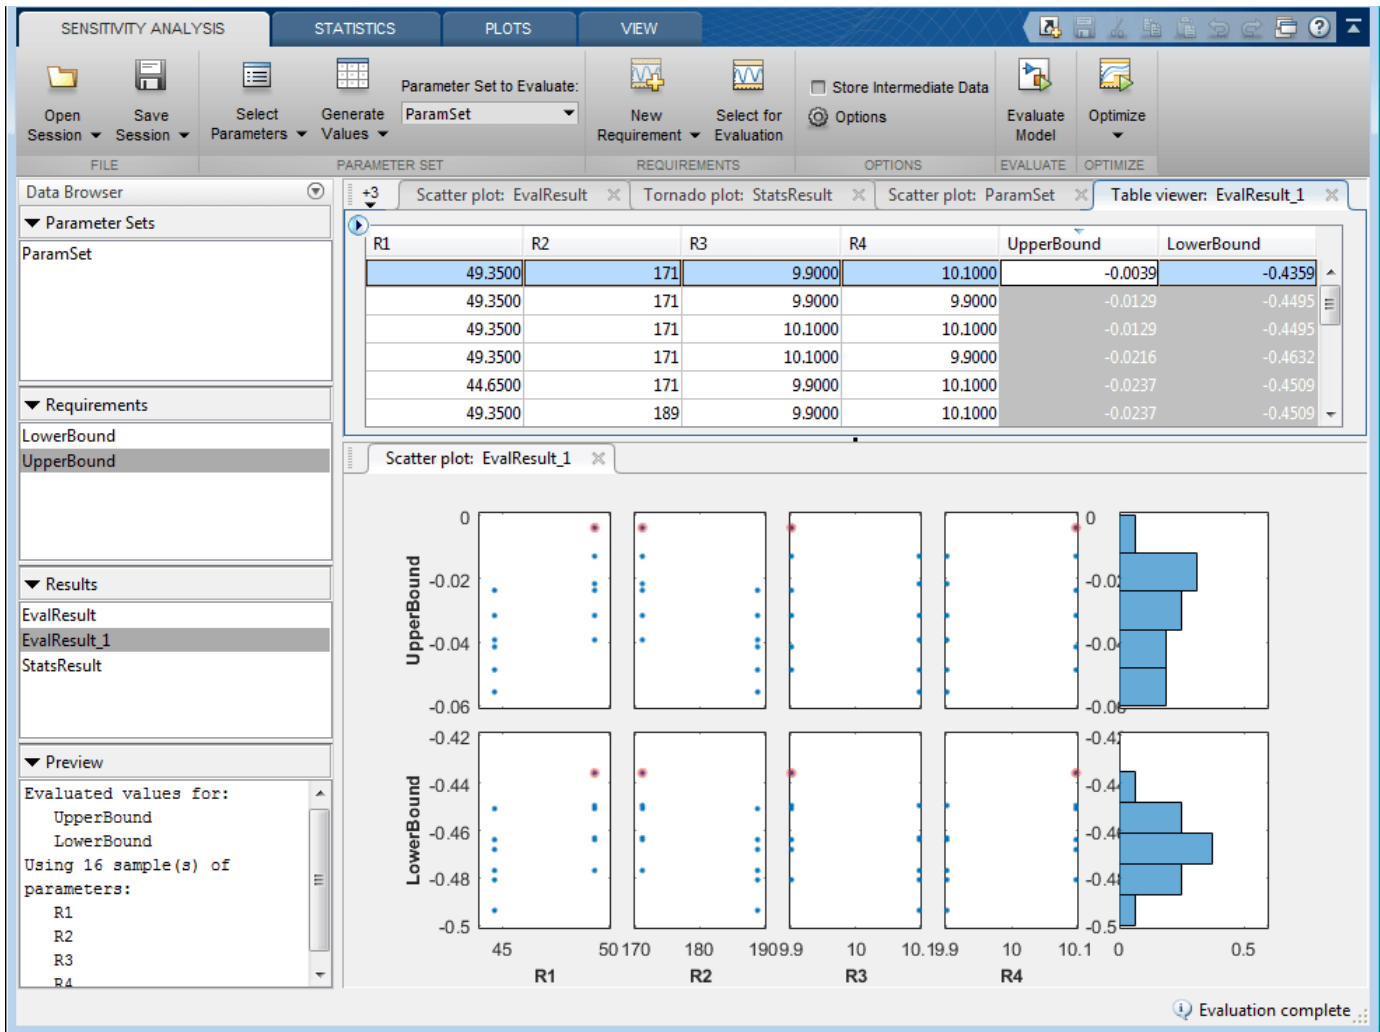 SENSITIVITY ANALYSIS STATISTICS PLOTS VIEW
Open Session Save Session Select Parameters Generate Values Parameter Set to Evaluate: ParamSet New Requirement Select for Evaluation Store Intermediate Data Options Evaluate Model Optimize
FILE PARAMETER SET REQUIREMENTS OPTIONS EVALUATE OPTIMIZE
Data Browser
Parameter Sets
ParamSet
Requirements
LowerBound
UpperBound
Results
EvalResult
EvalResult_1
StatsResult
Preview
Evaluated values for:
UpperBound
LowerBound
Using 16 sample(s) of
parameters:
R1
R2
R3
R4
+3 Scatter plot: EvalResult Tornado plot: StatsResult Scatter plot: ParamSet Table viewer: EvalResult_1
R1 R2 R3 R4 UpperBound LowerBound
49.3500 171 9.9000 10.1000 -0.0039 -0.4359
49.3500 171 9.9000 9.9000 -0.0129 -0.4495
49.3500 171 10.1000 10.1000 -0.0129 -0.4495
49.3500 171 10.1000 9.9000 -0.0216 -0.4632
44.6500 171 9.9000 10.1000 -0.0237 -0.4509
49.3500 189 9.9000 10.1000 -0.0237 -0.4509
Scatter plot: EvalResult_1
UpperBound
0 0
-0.02
-0.04
-0.06
LowerBound
-0.42
-0.44
-0.46
-0.48
-0.5 -0.5
45 50 170 180 190 9.9 10 10.1 9.9 10 10.1 0 0.5
R1 R2 R3 R4
Evaluation complete